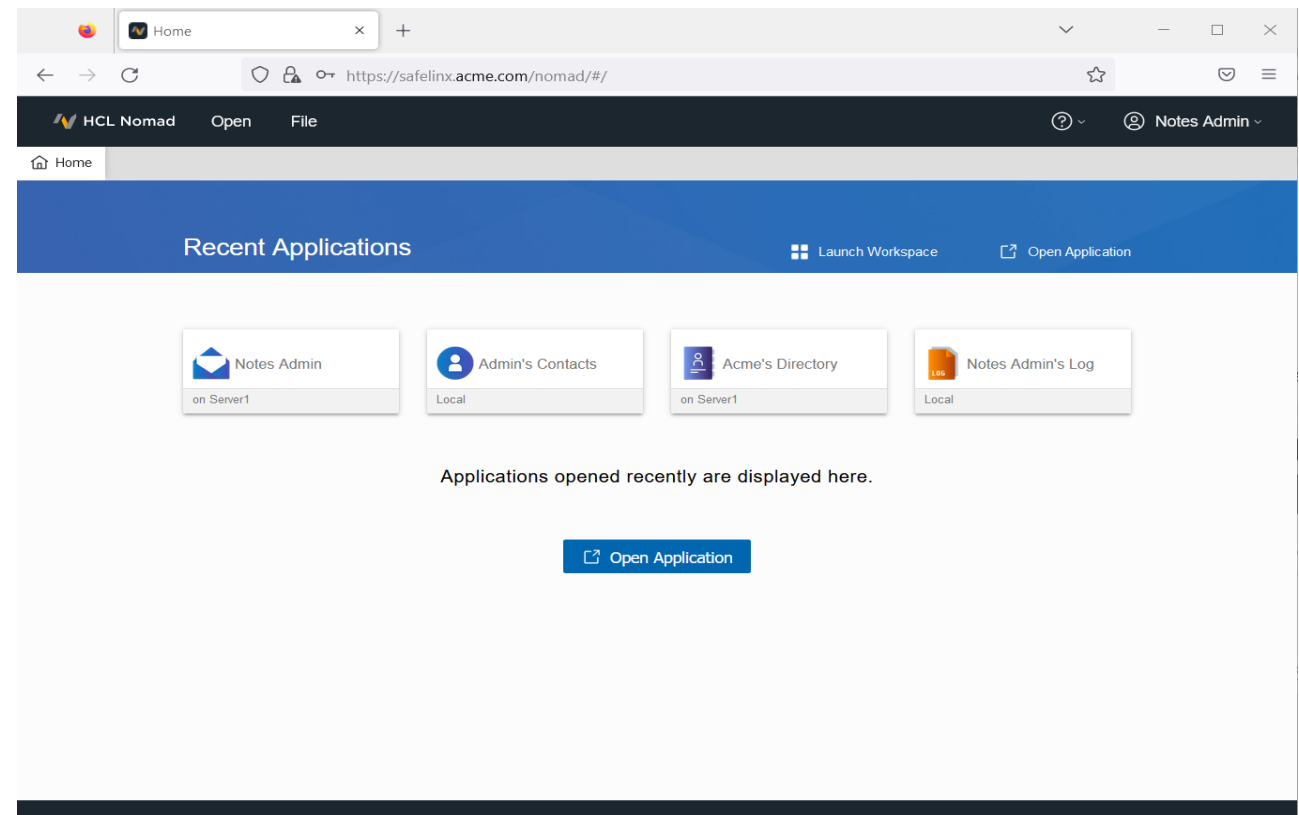 Home
https://safelinx.acme.com/nomad/#/
HCL Nomad Open File Notes Admin
Home
Recent Applications Launch Workspace Open Application
Notes Admin Admin's Contacts Acme's Directory LOG Notes Admin's Log
on Server1 Local on Server1 Local
Applications opened recently are displayed here.
Open Application